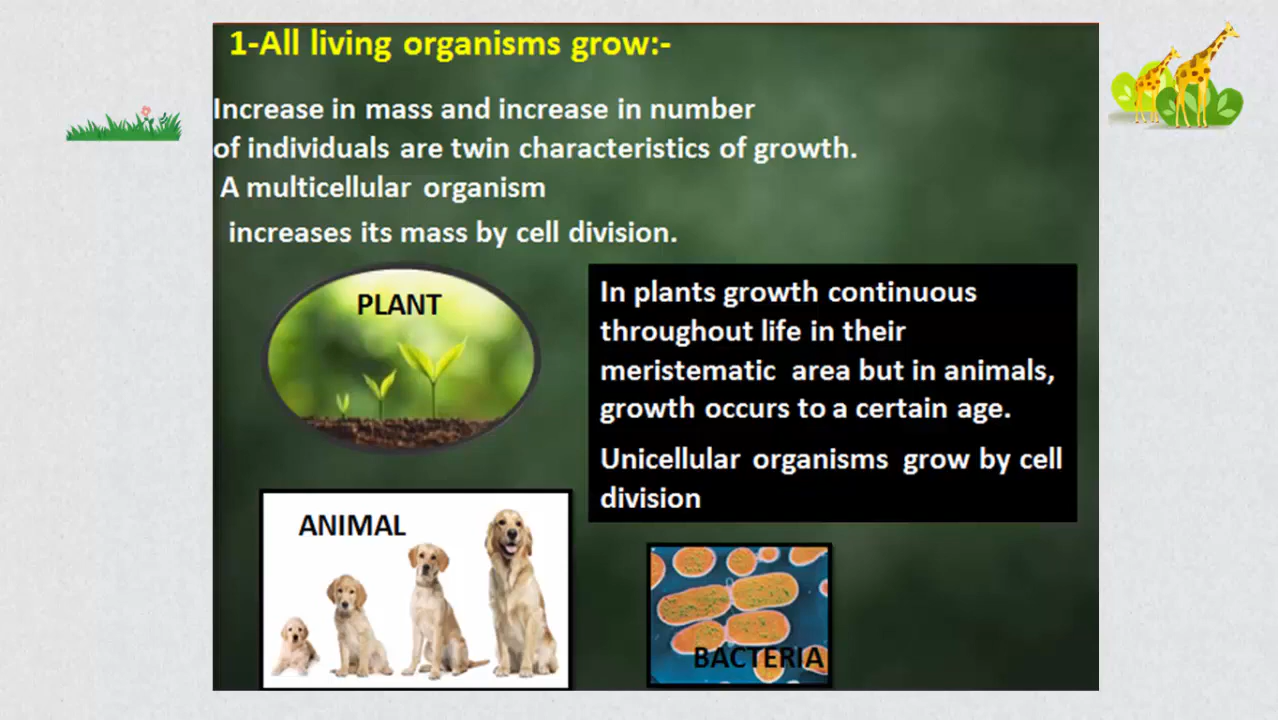 1-All living organisms grow:-
Increase in mass and increase in number
of individuals are twin characteristics of growth.
A multicellular organism
increases its mass by cell division.
PLANT
In plants growth continuous
throughout life in their
meristematic area but in animals,
growth occurs to a certain age.
Unicellular organisms grow by cell
division
ANIMAL
BACTERIA